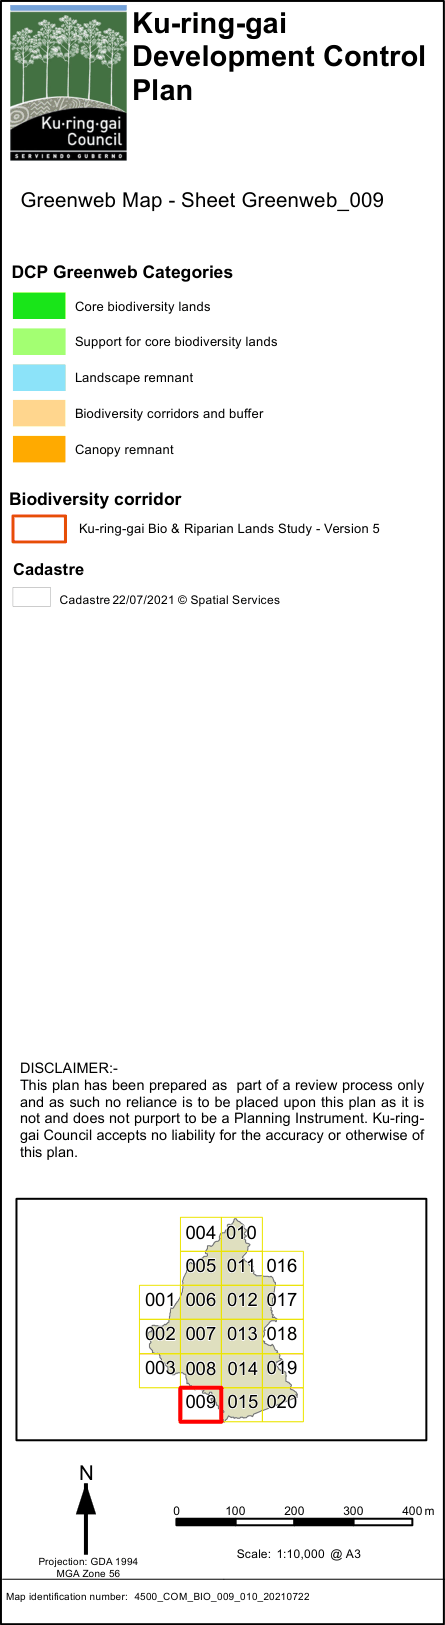 Ku-ring-gai
Development Control
Plan
Ku-ring-gai
Council
SERVIENDO GUBERNO
Greenweb Map - Sheet Greenweb_009
DCP Greenweb Categories
Core biodiversity lands
Support for core biodiversity lands
Landscape remnant
Biodiversity corridors and buffer
Canopy remnant
Biodiversity corridor
Ku-ring-gai Bio & Riparian Lands Study - Version 5
Cadastre
Cadastre 22/07/2021 © Spatial Services
DISCLAIMER:-
This plan has been prepared as part of a review process only
and as such no reliance is to be placed upon this plan as it is
not and does not purport to be a Planning Instrument. Ku-ring-
gai Council accepts no liability for the accuracy or otherwise of
this plan.
004 010
005 011 016
001 006 012 017
002 007 013 018
003 008 014 019
009 015 020
N
0 100 200 300 400 m
Scale: 1:10,000 @ A3
Projection: GDA 1994
MGA Zone 56
Map identification number: 4500_COM_BIO_009_010_20210722